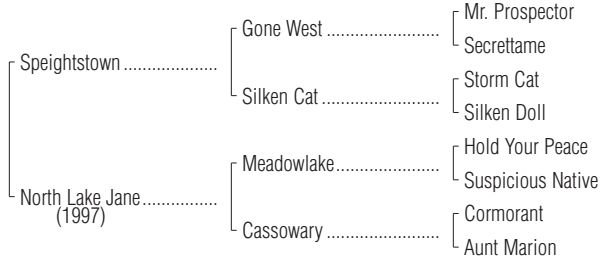 Mr. Prospector
Gone West ........................
Secrettame
Speightstown ....................
Storm Cat
Silken Cat .........................
Silken Doll
Hold Your Peace
Meadowlake ......................
Suspicious Native
North Lake Jane ................
(1997)
Cormorant
Cassowary ........................
Aunt Marion